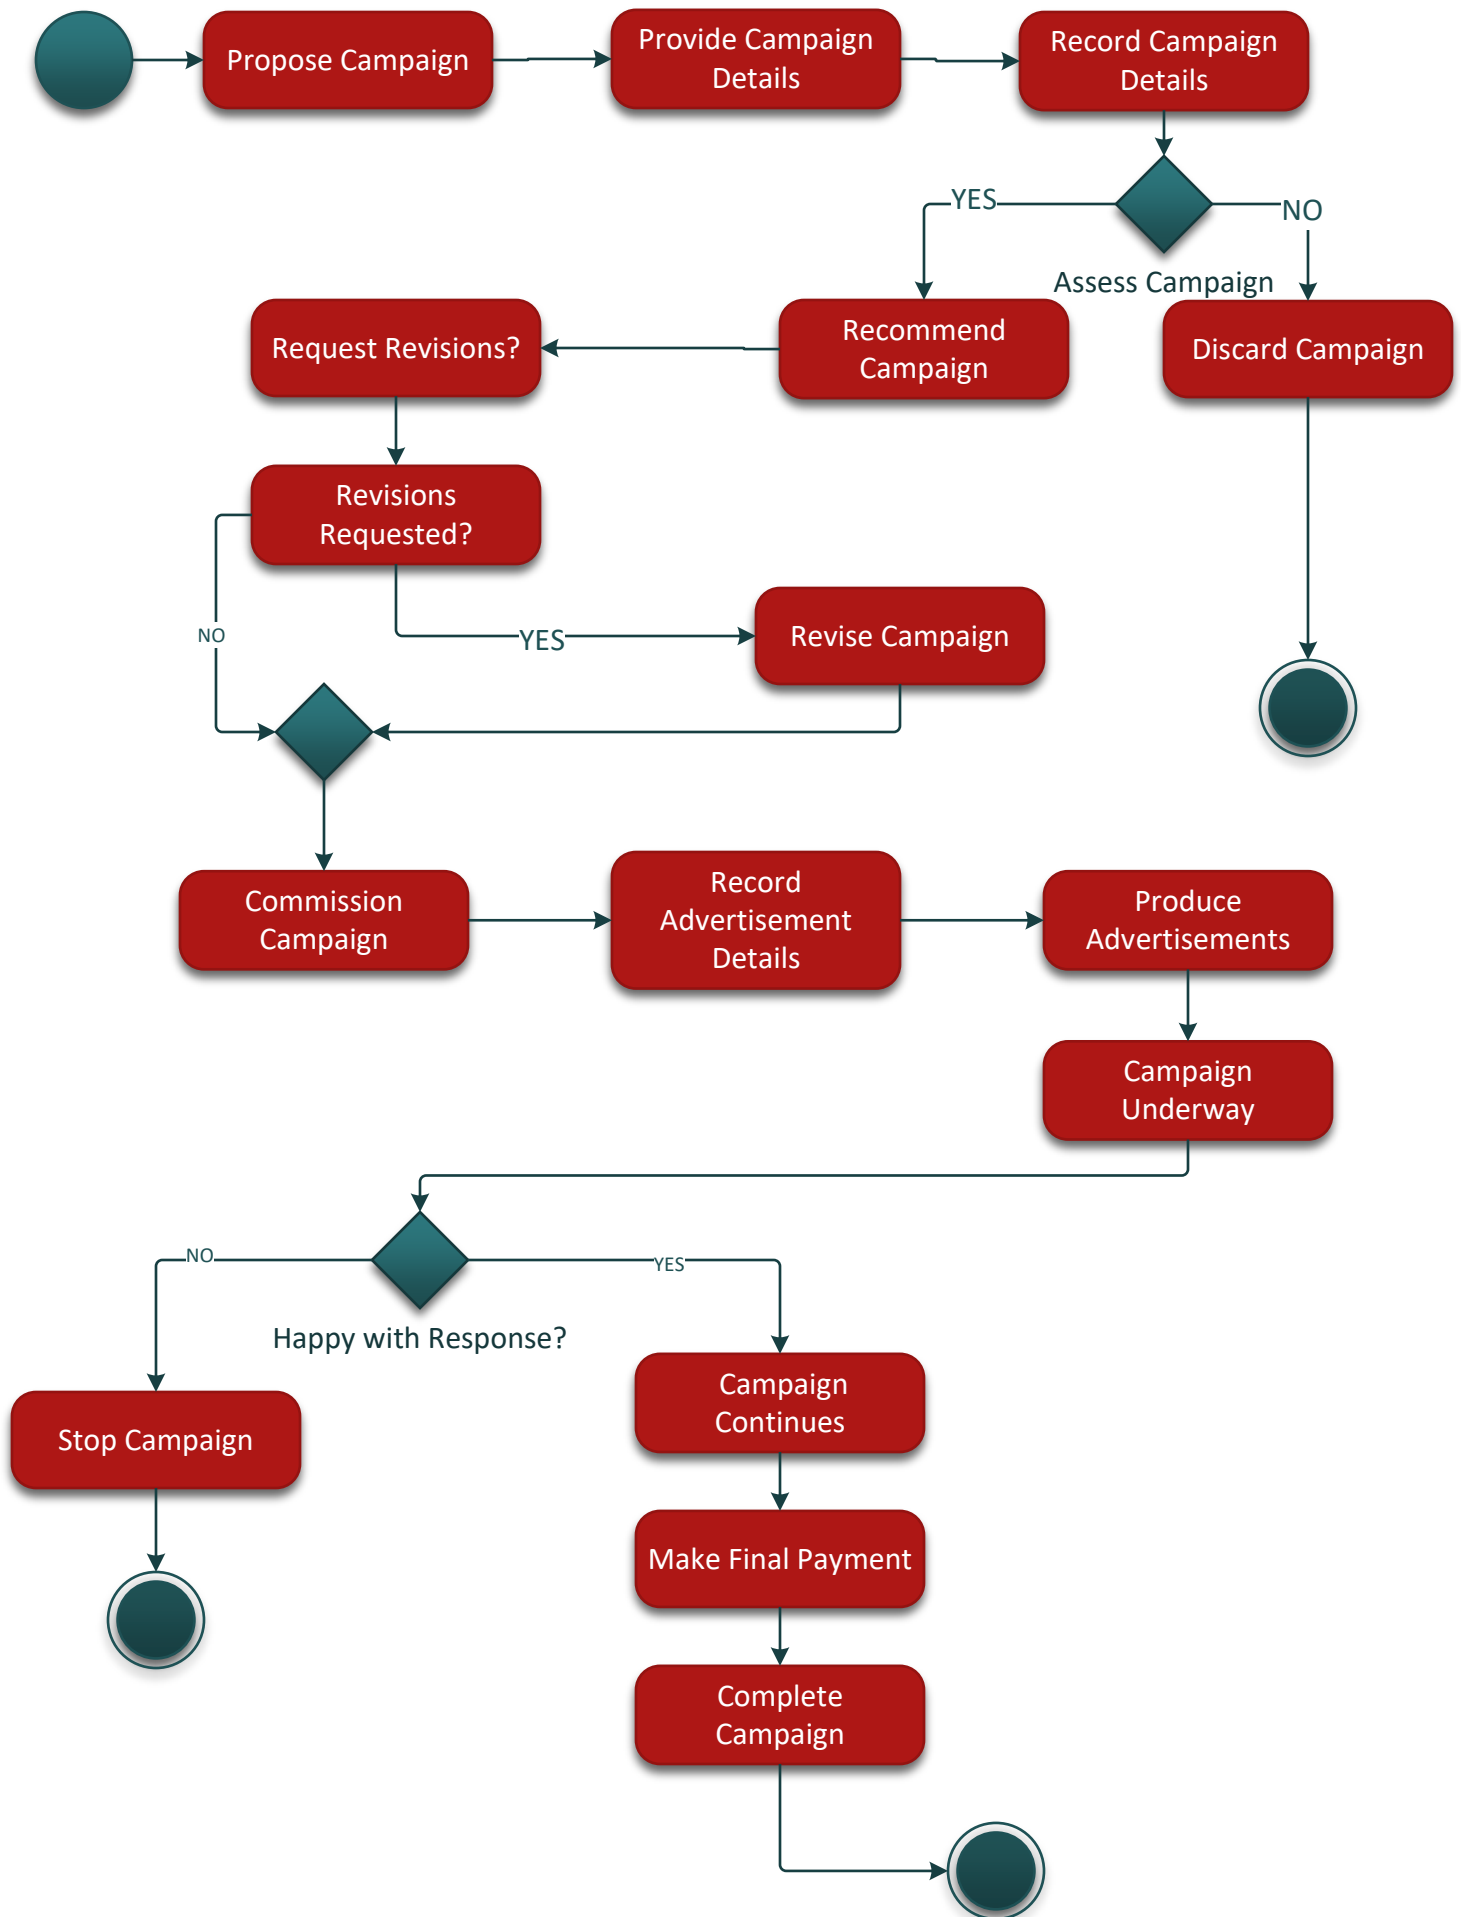 Propose Campaign
Provide Campaign
Details
Record Campaign
Details
YES
NO
Assess Campaign
Request Revisions?
Recommend
Campaign
Discard Campaign
Revisions
Requested?
NO
YES
Revise Campaign
Commission
Campaign
Record
Advertisement
Details
Produce
Advertisements
Campaign
Underway
NO
YES
Happy with Response?
Campaign
Continues
Stop Campaign
Make Final Payment
Complete
Campaign